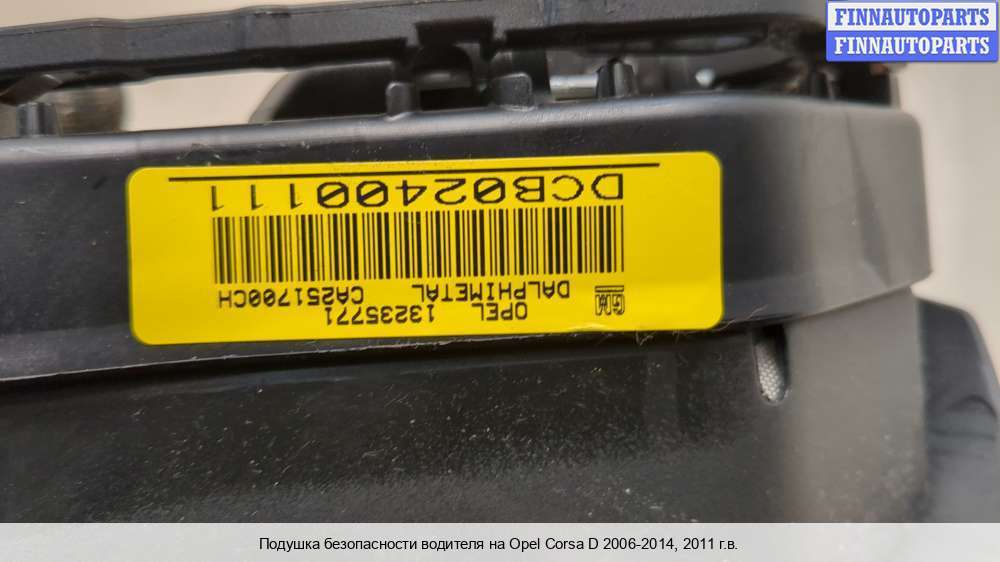 FINNAUTOPARTS
FINNAUTOPARTS
GM OPEL 13235771
DALPHIMETAL CA251700CH
DCB02400111
Подушка безопасности водителя на Opel Corsa D 2006-2014, 2011 г.в.